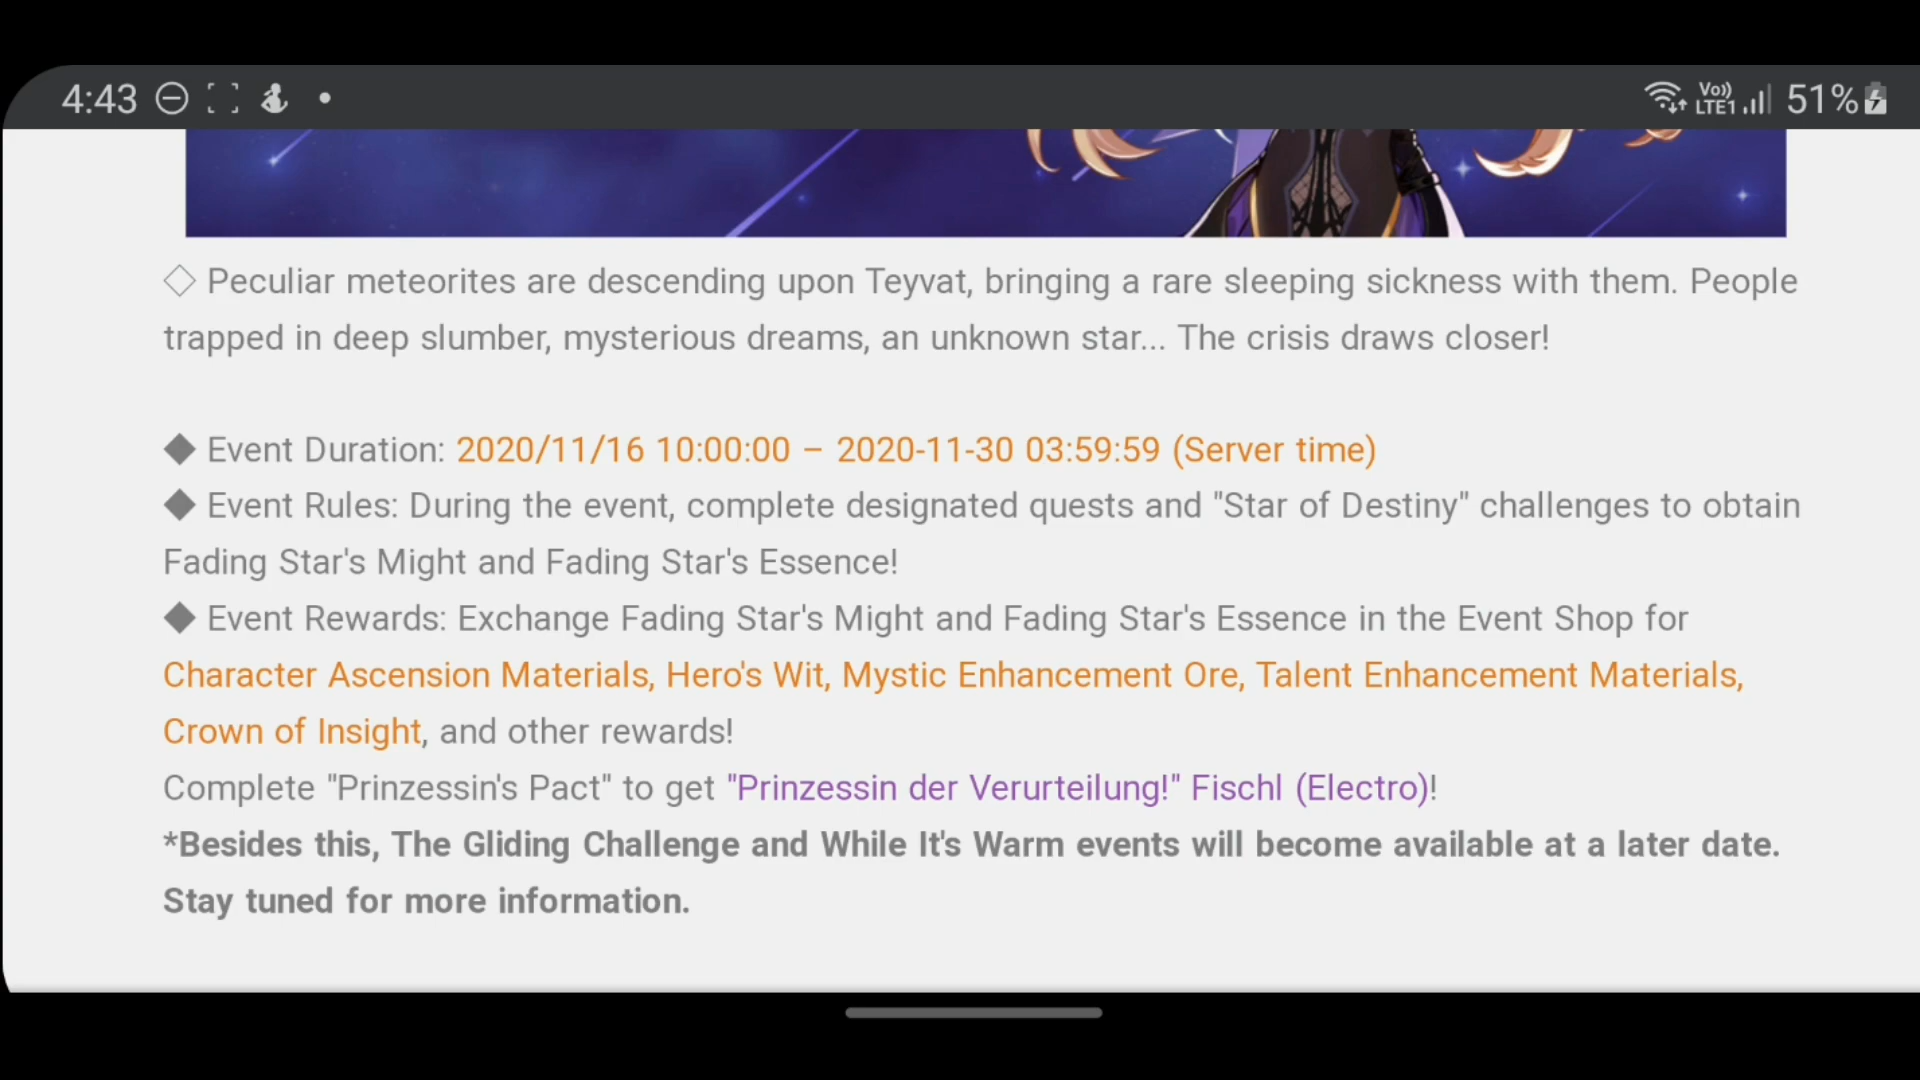 4:43
Vo)) LTE1 51%
◇ Peculiar meteorites are descending upon Teyvat, bringing a rare sleeping sickness with them. People
trapped in deep slumber, mysterious dreams, an unknown star... The crisis draws closer!
◆ Event Duration: 2020/11/16 10:00:00 – 2020-11-30 03:59:59 (Server time)
◆ Event Rules: During the event, complete designated quests and "Star of Destiny" challenges to obtain
Fading Star's Might and Fading Star's Essence!
◆ Event Rewards: Exchange Fading Star's Might and Fading Star's Essence in the Event Shop for
Character Ascension Materials, Hero's Wit, Mystic Enhancement Ore, Talent Enhancement Materials,
Crown of Insight, and other rewards!
Complete "Prinzessin's Pact" to get "Prinzessin der Verurteilung!" Fischl (Electro)!
*Besides this, The Gliding Challenge and While It's Warm events will become available at a later date.
Stay tuned for more information.